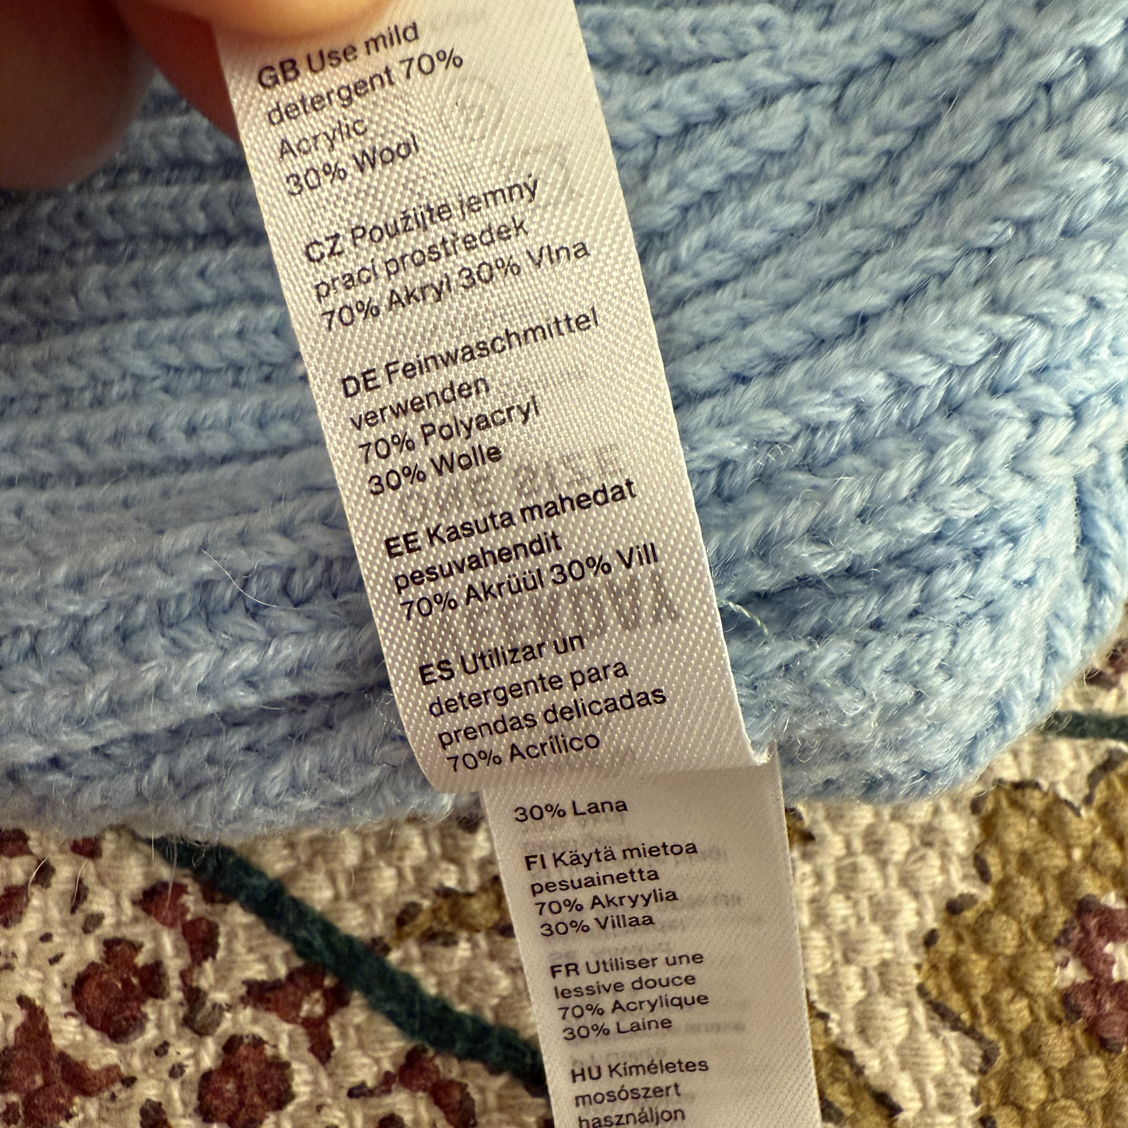 GB Use mild
detergent 70%
Acrylic
30% Wool
CZ Použijte jemný
prací prostředek
70% Akryl 30% Vlna
DE Feinwaschmittel
verwenden
70% Polyacryl
30% Wolle
EE Kasuta mahedat
pesuvahendit
70% Akrüül 30% Vill
ES Utilizar un
detergente para
prendas delicadas
70% Acrílico
30% Lana
FI Käytä mietoa
pesuainetta
70% Akryylia
30% Villaa
FR Utiliser une
lessive douce
70% Acrylique
30% Laine
HU Kíméletes
mosószert
használjon